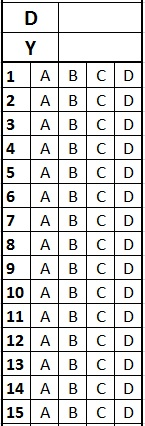 D
Y
1 A B C D
2 A B C D
3 A B C D
4 A B C D
5 A B C D
6 A B C D
7 A B C D
8 A B C D
9 A B C D
10 A B C D
11 A B C D
12 A B C D
13 A B C D
14 A B C D
15 A B C D